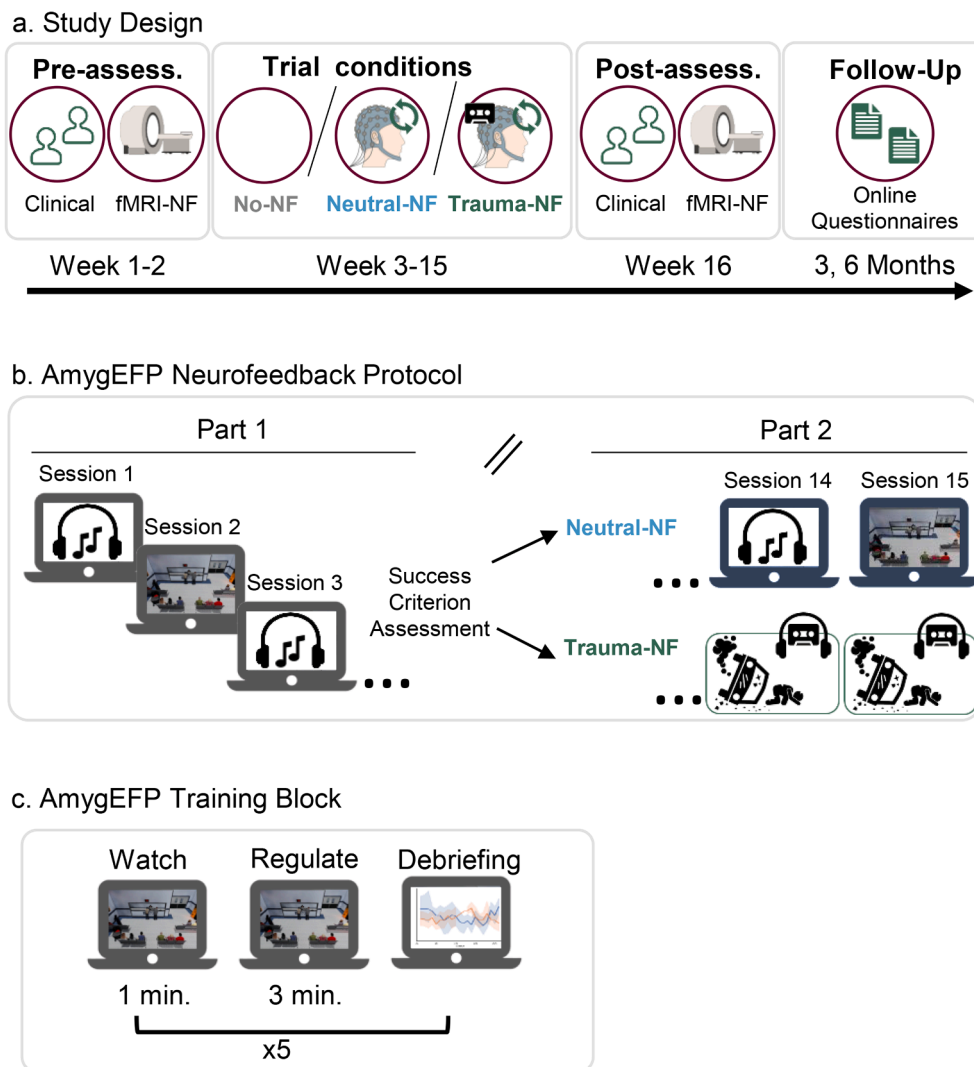 a. Study Design
Pre-assess.
Trial conditions
Post-assess.
Follow-Up
Clinical
fMRI-NF
No-NF
Neutral-NF
Trauma-NF
Clinical
fMRI-NF
Online
Questionnaires
Week 1-2
Week 3-15
Week 16
3, 6 Months
b. AmygEFP Neurofeedback Protocol
Part 1
Part 2
Session 1
Session 2
Session 3
Success
Criterion
Assessment
Neutral-NF
Session 14
Session 15
Trauma-NF
c. AmygEFP Training Block
Watch
Regulate
Debriefing
1 min.
3 min.
x5